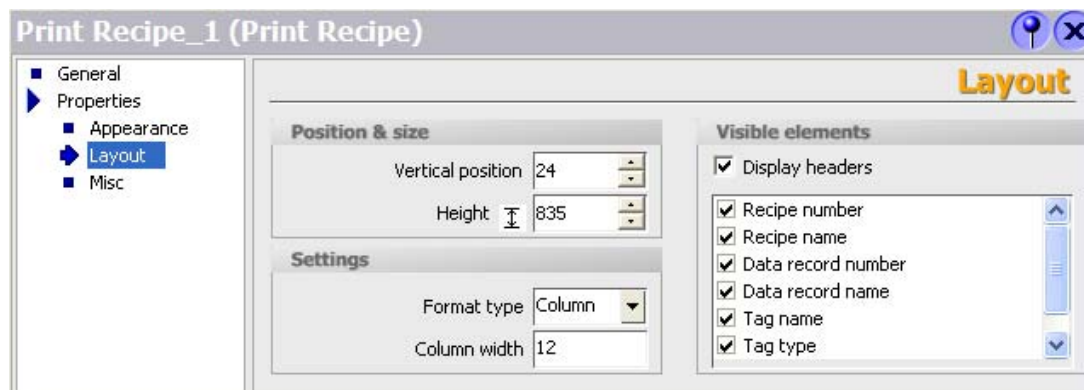 Print Recipe_1 (Print Recipe)
General
Properties
Appearance
Layout
Misc
Layout
Position & size
Vertical position 24
Height 835
Settings
Format type Column
Column width 12
Visible elements
Display headers
Recipe number
Recipe name
Data record number
Data record name
Tag name
Tag type